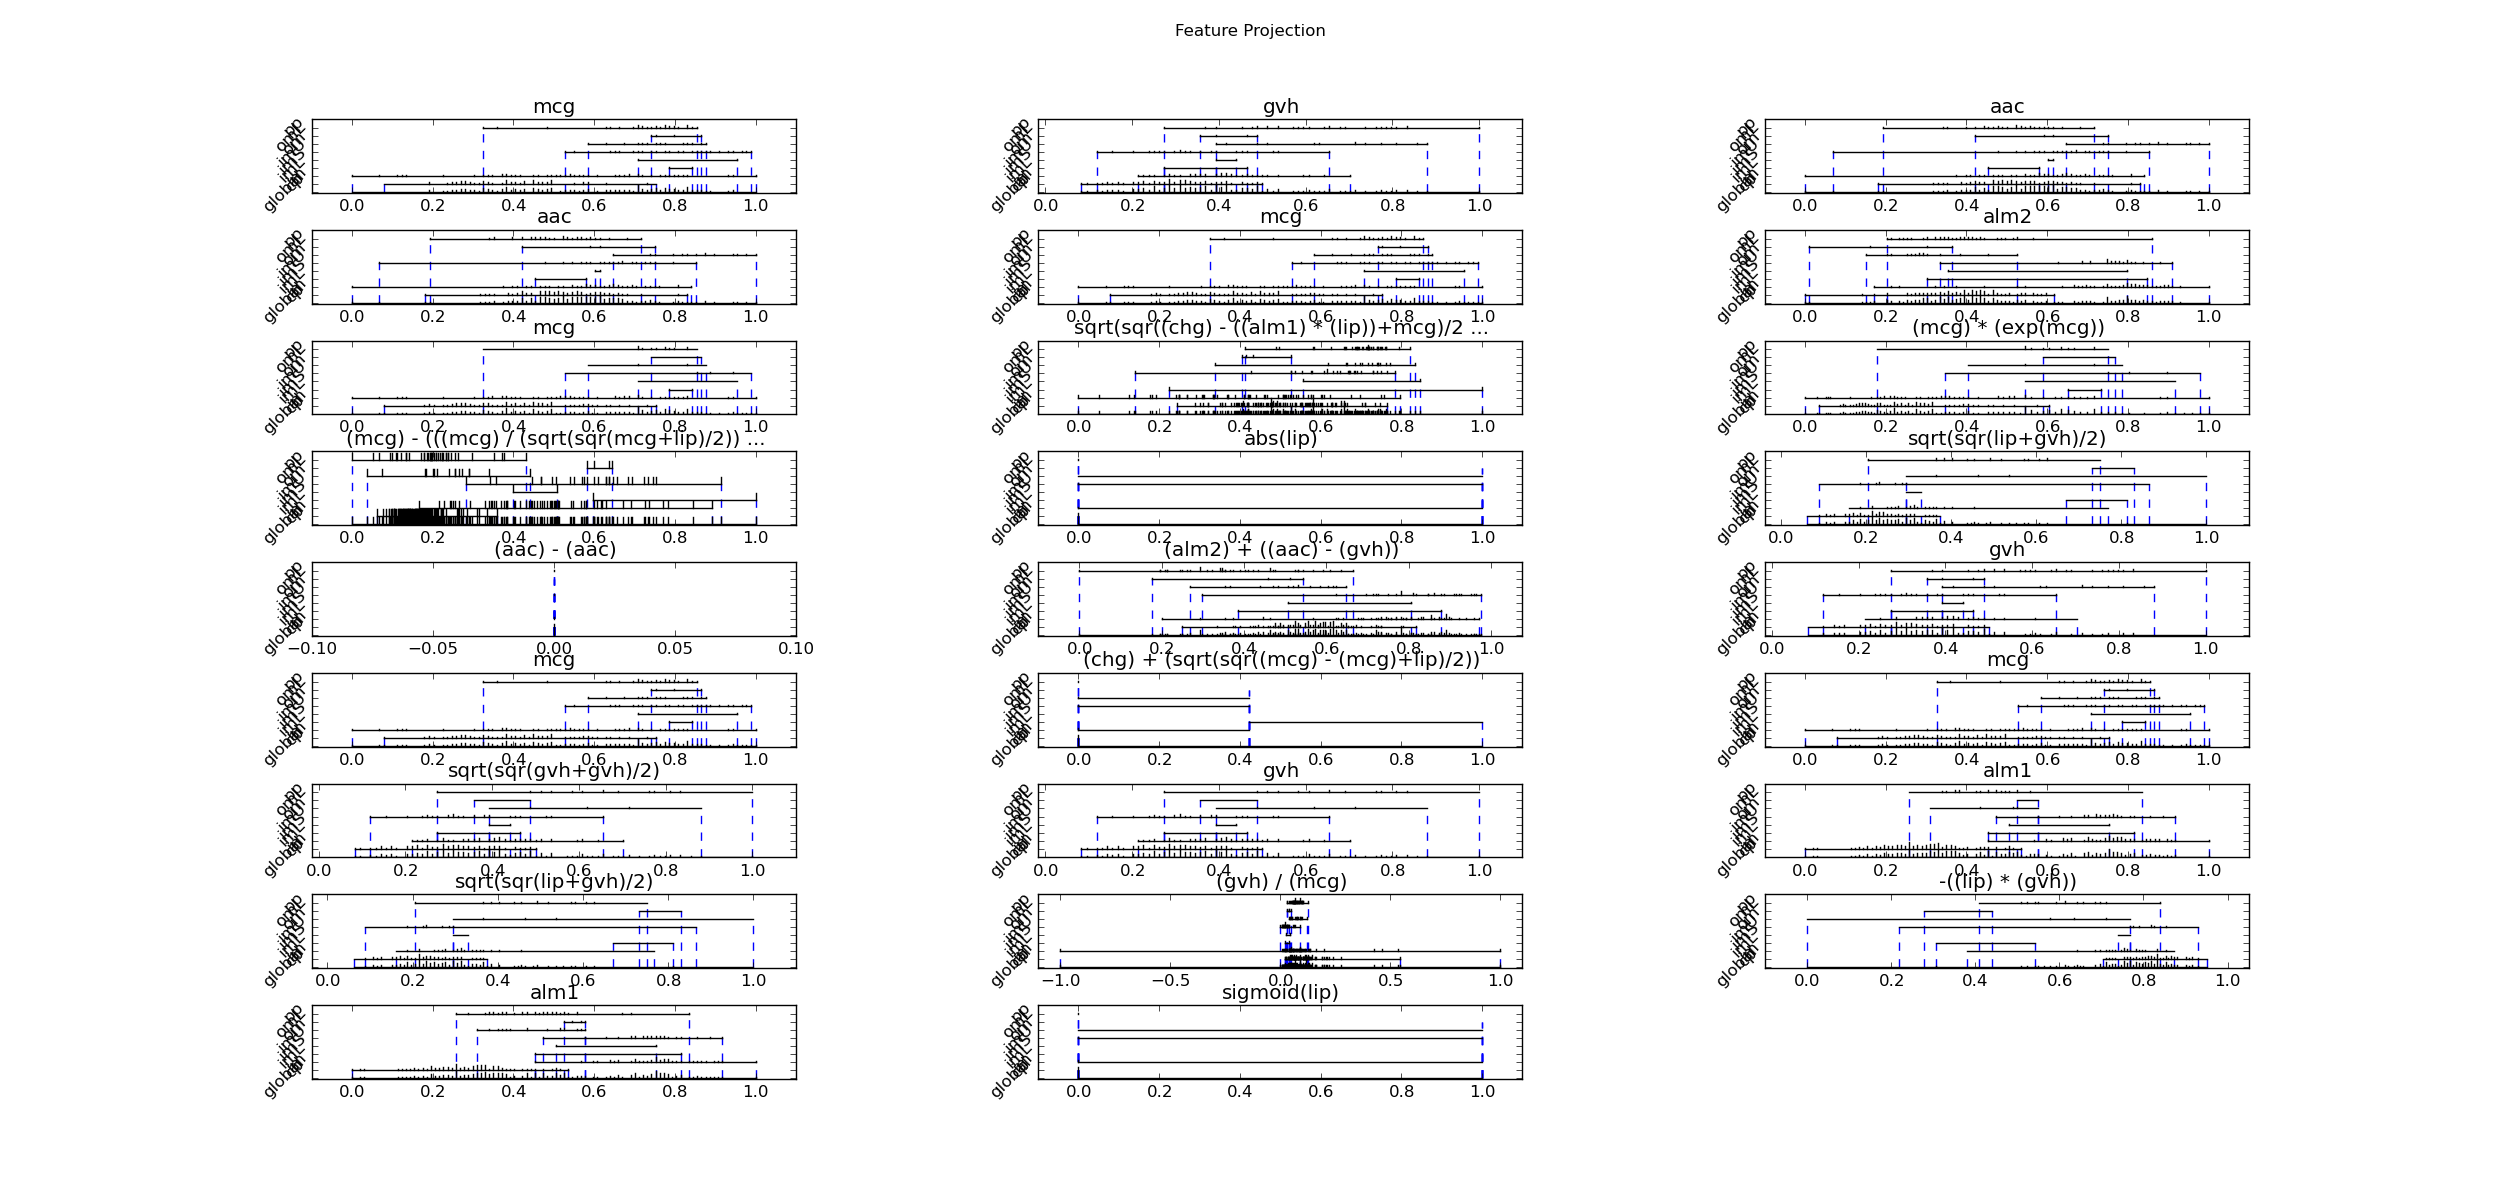 Feature Projection
mcg gvh aac
global global global
0.0 0.2 0.4 0.6 0.8 1.0 0.0 0.2 0.4 0.6 0.8 1.0 0.0 0.2 0.4 0.6 0.8 1.0
aac mcg alm2
global global global
0.0 0.2 0.4 0.6 0.8 1.0 0.0 0.2 0.4 0.6 0.8 1.0 0.0 0.2 0.4 0.6 0.8 1.0
mcg sqrt(sqr((chg) - ((alm1) * (lip))+mcg)/2 ... (mcg) * (exp(mcg))
global global global
0.0 0.2 0.4 0.6 0.8 1.0 0.0 0.2 0.4 0.6 0.8 1.0 0.0 0.2 0.4 0.6 0.8 1.0
(mcg) - (((mcg) / (sqrt(sqr(mcg+lip)/2)) ... abs(lip) sqrt(sqr(lip+gvh)/2)
global global global
0.0 0.2 0.4 0.6 0.8 1.0 0.0 0.2 0.4 0.6 0.8 1.0 0.0 0.2 0.4 0.6 0.8 1.0
(aac) - (aac) (alm2) + ((aac) - (gvh)) gvh
global global global
−0.10 −0.05 0.00 0.05 0.10 0.0 0.2 0.4 0.6 0.8 1.0 0.0 0.2 0.4 0.6 0.8 1.0
mcg (chg) + (sqrt(sqr((mcg) - (mcg)+lip)/2)) mcg
global global global
0.0 0.2 0.4 0.6 0.8 1.0 0.0 0.2 0.4 0.6 0.8 1.0 0.0 0.2 0.4 0.6 0.8 1.0
sqrt(sqr(gvh+gvh)/2) gvh alm1
global global global
0.0 0.2 0.4 0.6 0.8 1.0 0.0 0.2 0.4 0.6 0.8 1.0 0.0 0.2 0.4 0.6 0.8 1.0
sqrt(sqr(lip+gvh)/2) (gvh) / (mcg) -((lip) * (gvh))
global global global
0.0 0.2 0.4 0.6 0.8 1.0 −1.0 −0.5 0.0 0.5 1.0 0.0 0.2 0.4 0.6 0.8 1.0
alm1 sigmoid(lip)
global global
0.0 0.2 0.4 0.6 0.8 1.0 0.0 0.2 0.4 0.6 0.8 1.0